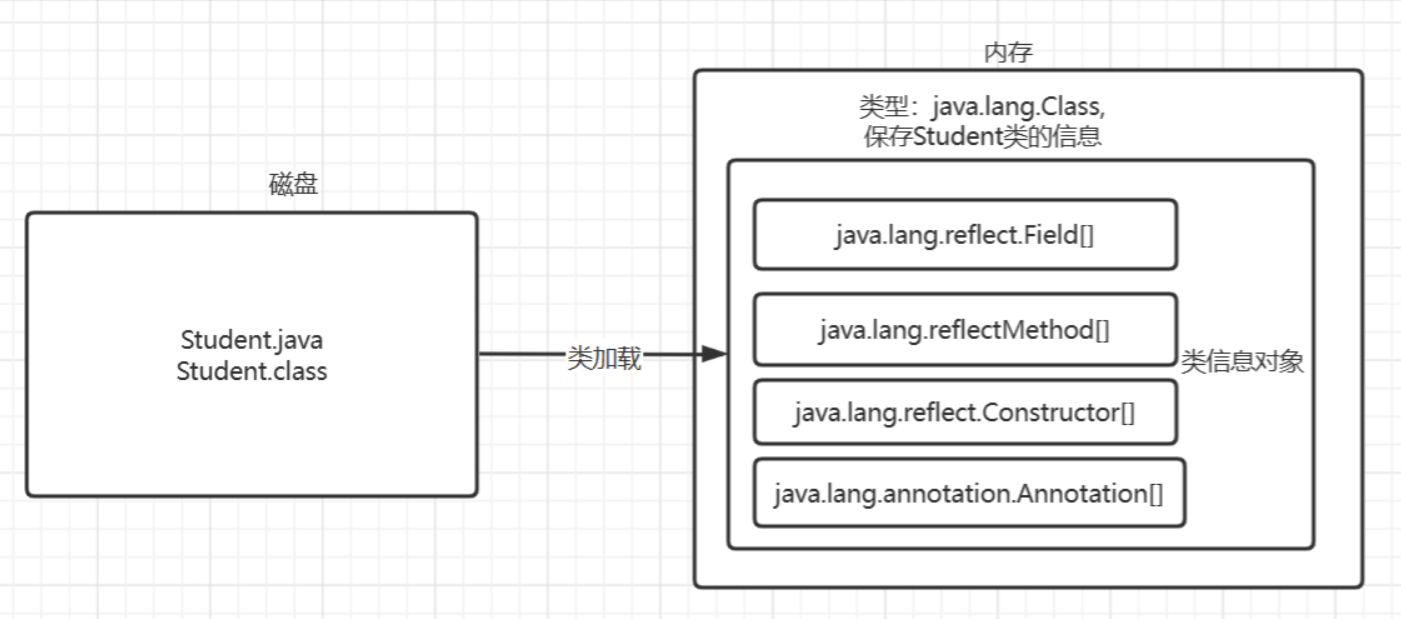 内存
类型：java.lang.Class,
保存Student类的信息
磁盘
java.lang.reflect.Field[]
Student.java
Student.class
类加载
java.lang.reflectMethod[]
类信息对象
java.lang.reflect.Constructor[]
java.lang.annotation.Annotation[]